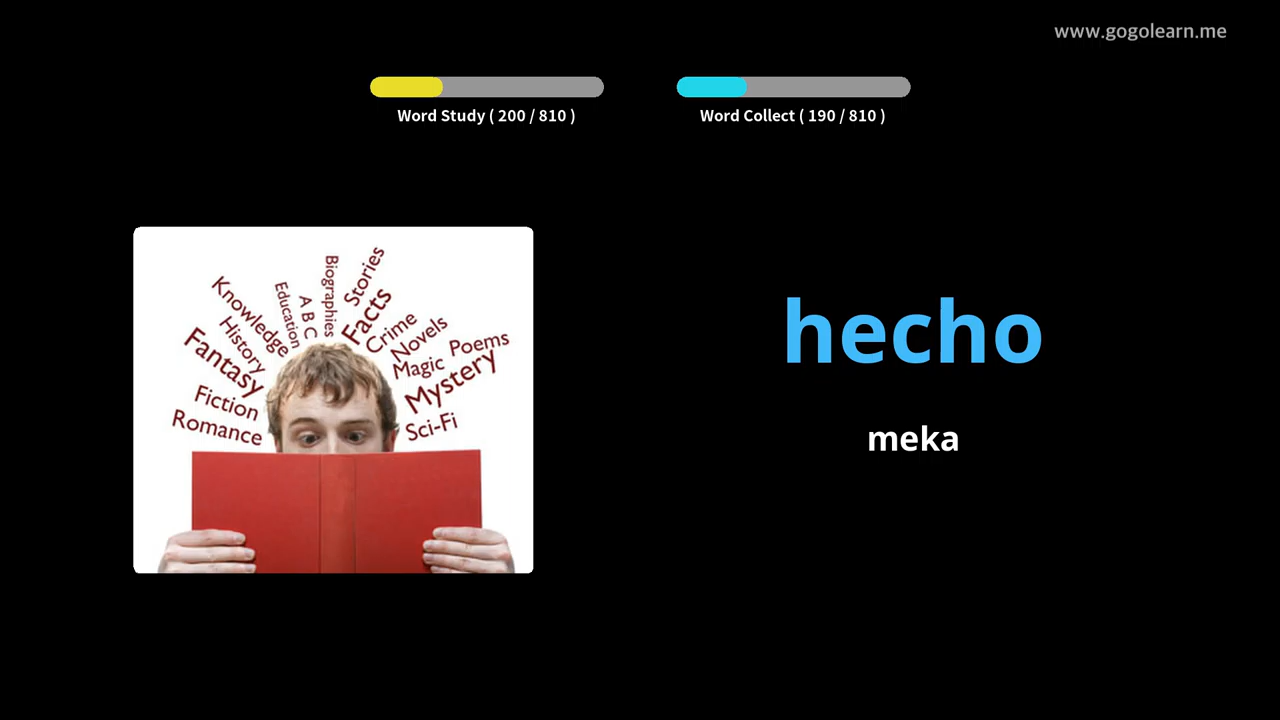 www.gogolearn.me
Word Study ( 200 / 810 )
Word Collect ( 190 / 810 )
Knowledge
History
Fantasy
Fiction
Romance
Education
A B C
Biographies
Stories
Facts
Crime
Novels
Magic
Poems
Mystery
Sci-Fi
hecho
meka